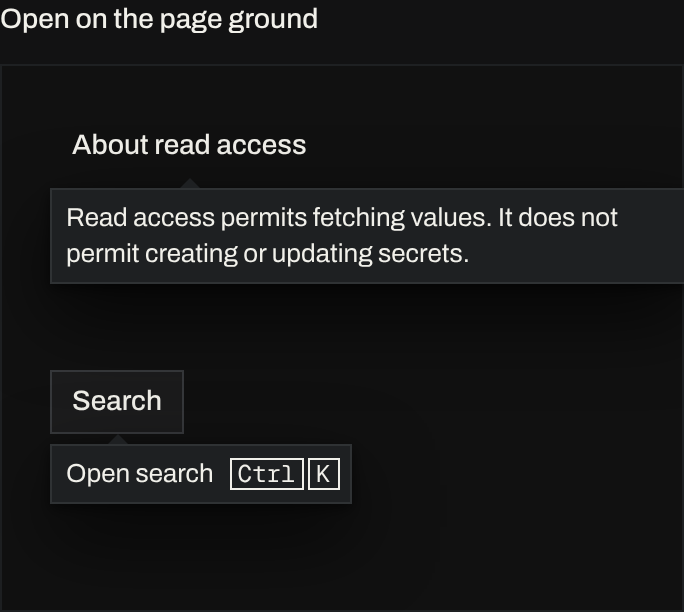 Open on the page ground
About read access
Read access permits fetching values. It does not
permit creating or updating secrets.
Search
Open search Ctrl K